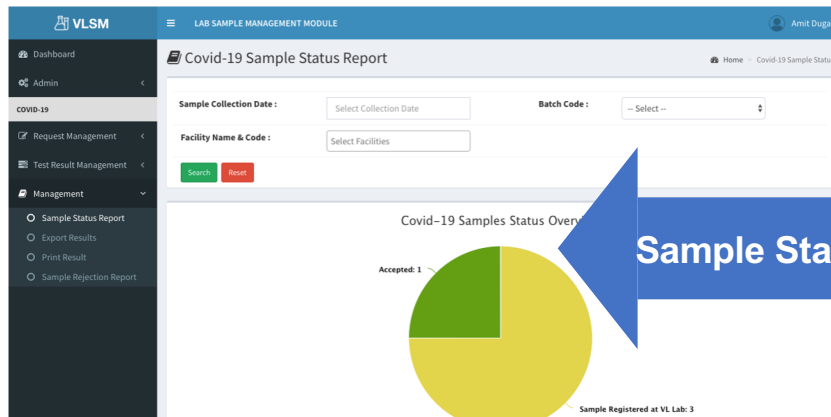 VLSM
LAB SAMPLE MANAGEMENT MODULE
Amit Duga
Dashboard
Admin
COVID-19
Request Management
Test Result Management
Management
Sample Status Report
Export Results
Print Result
Sample Rejection Report
Covid-19 Sample Status Report
Home - Covid-19 Sample Statu
Sample Collection Date :
Select Collection Date
Batch Code :
-- Select --
Facility Name & Code :
Select Facilities
Search
Reset
Covid-19 Samples Status Overv
Sample Sta
Accepted: 1
Sample Registered at VL Lab: 3